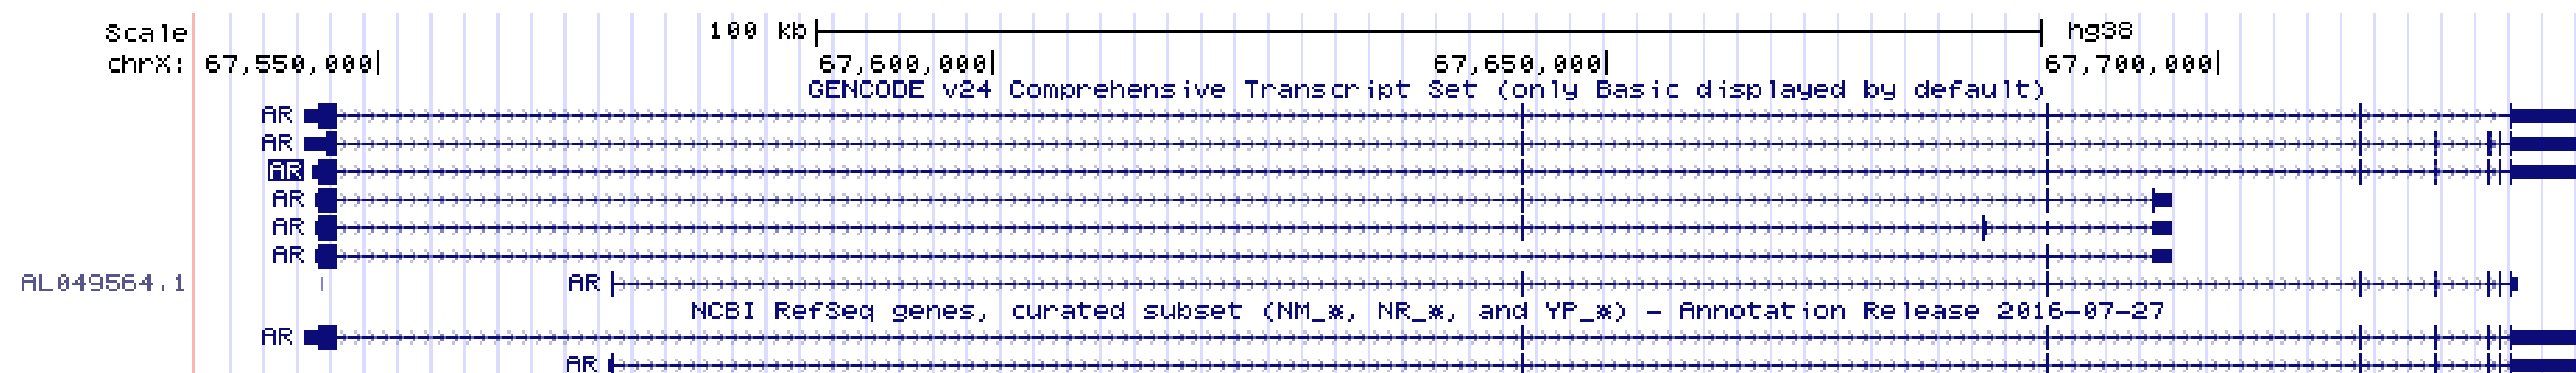 Scale 100 kb hg38
chrX: 67,550,000 67,600,000 67,650,000 67,700,000
GENCODE v24 Comprehensive Transcript Set (only Basic displayed by default)
AR
AR
AR
AR
AR
AR
AL049564.1 AR
NCBI RefSeq genes, curated subset (NM_*, NR_*, and YP_*) - Annotation Release 2016-07-27
AR
AR